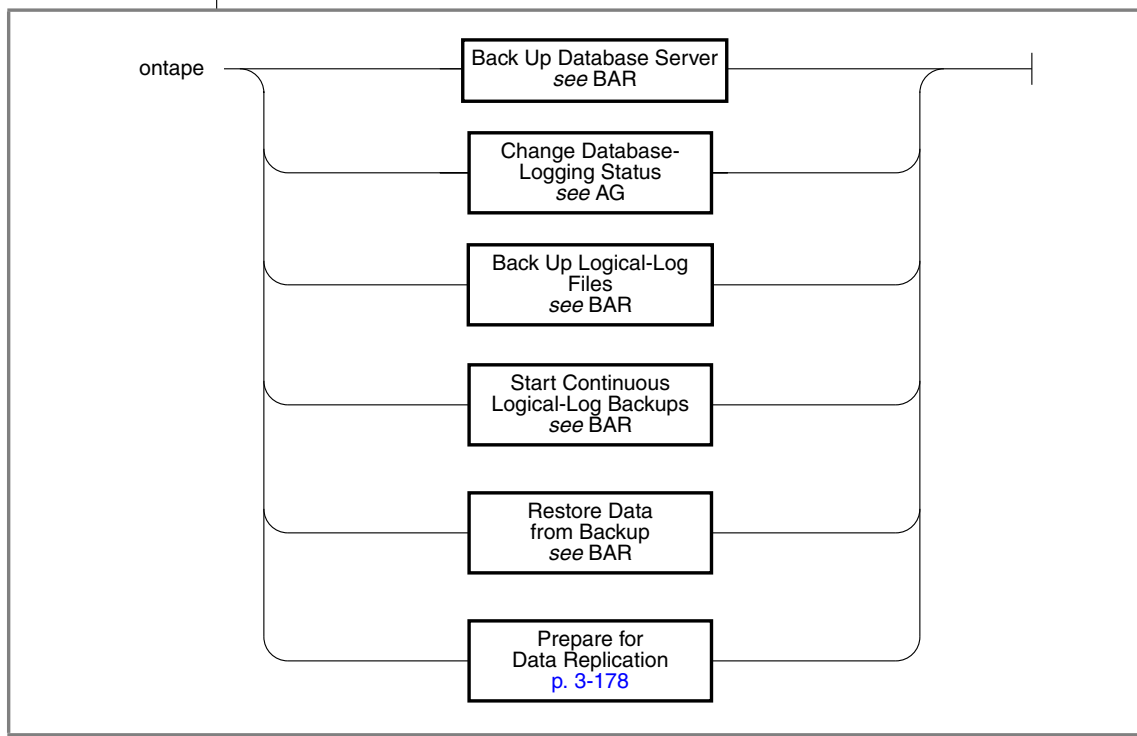 ontape
Back Up Database Server
see BAR
Change Database-
Logging Status
see AG
Back Up Logical-Log
Files
see BAR
Start Continuous
Logical-Log Backups
see BAR
Restore Data
from Backup
see BAR
Prepare for
Data Replication
p. 3-178